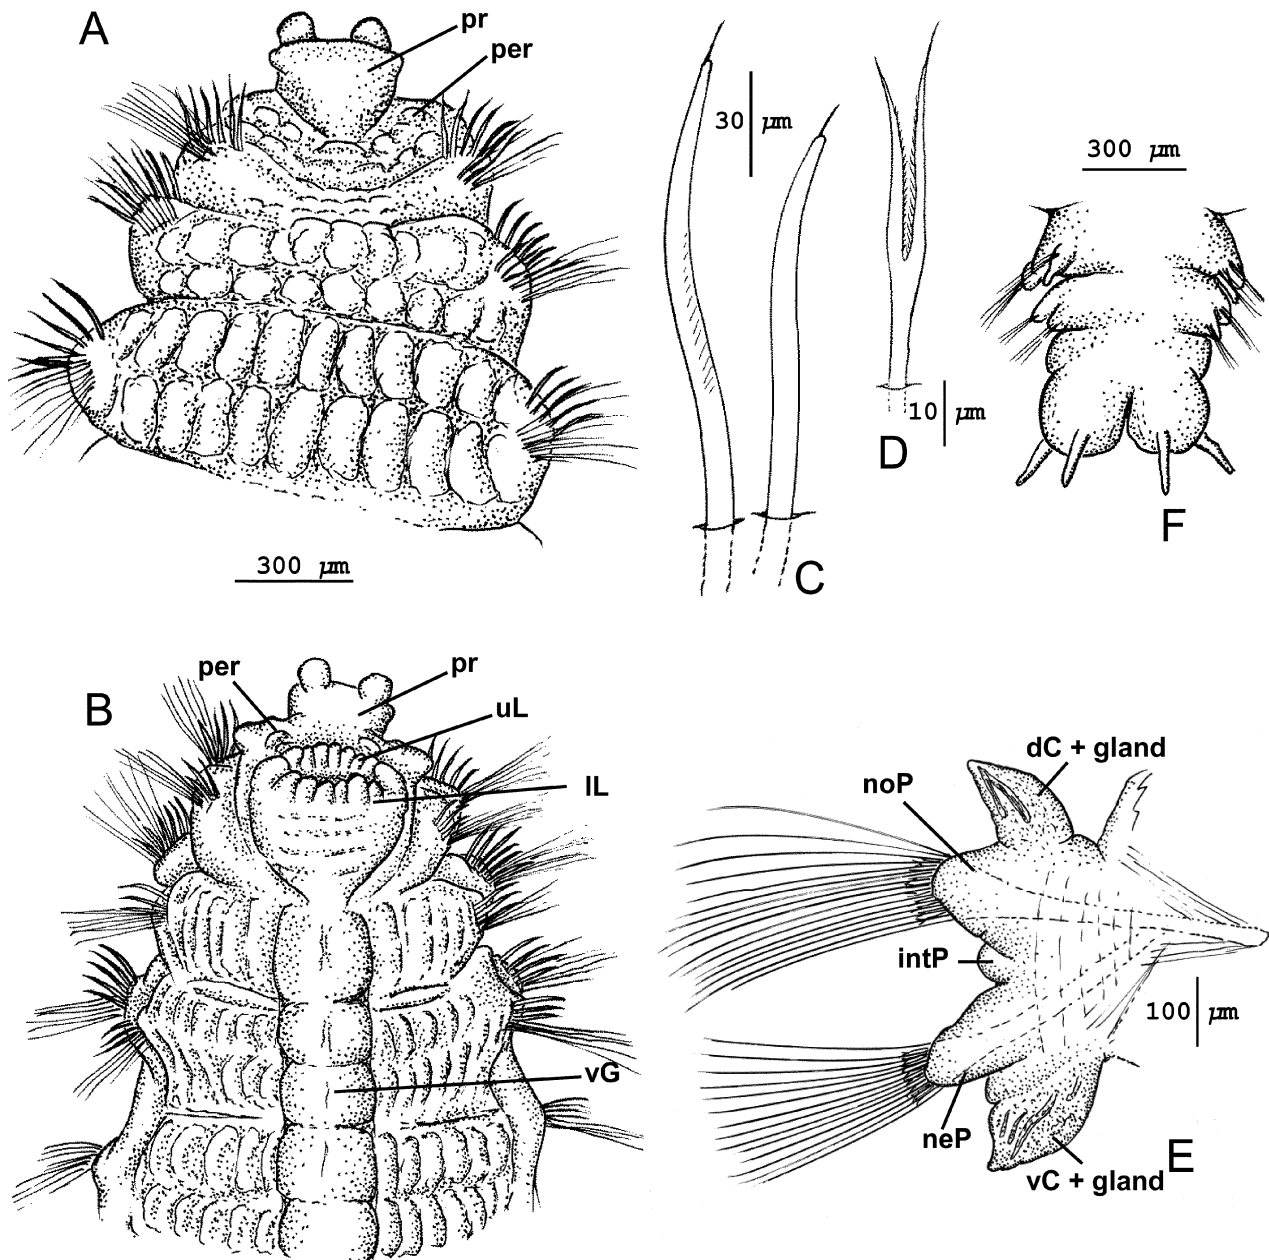 A
pr
per
300 µm
B
per
pr
uL
lL
vG
30 µm
C
D
10 µm
300 µm
F
dC + gland
noP
intP
100 µm
neP
vC + gland
E